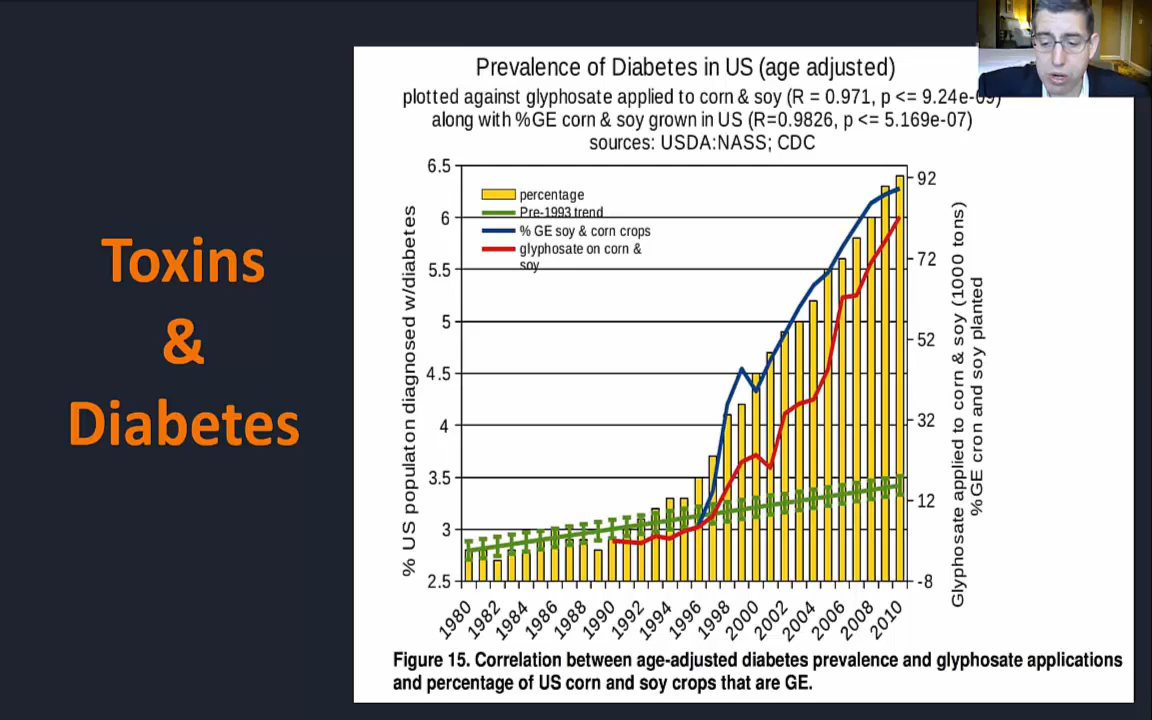 Toxins
&
Diabetes
Prevalence of Diabetes in US (age adjusted)
plotted against glyphosate applied to corn & soy (R = 0.971, p <= 9.24e-09)
along with %GE corn & soy grown in US (R=0.9826, p <= 5.169e-07)
sources: USDA:NASS; CDC
% US populaton diagnosed w/diabetes
6.5
6
5.5
5
4.5
4
3.5
3
2.5
percentage
Pre-1993 trend
% GE soy & corn crops
glyphosate on corn &
soy
92
72
52
32
12
-8
Glyphosate applied to corn & soy (1000 tons)
%GE cron and soy planted
1980
1982
1984
1986
1988
1990
1992
1994
1996
1998
2000
2002
2004
2006
2008
2010
Figure 15. Correlation between age-adjusted diabetes prevalence and glyphosate applications
and percentage of US corn and soy crops that are GE.